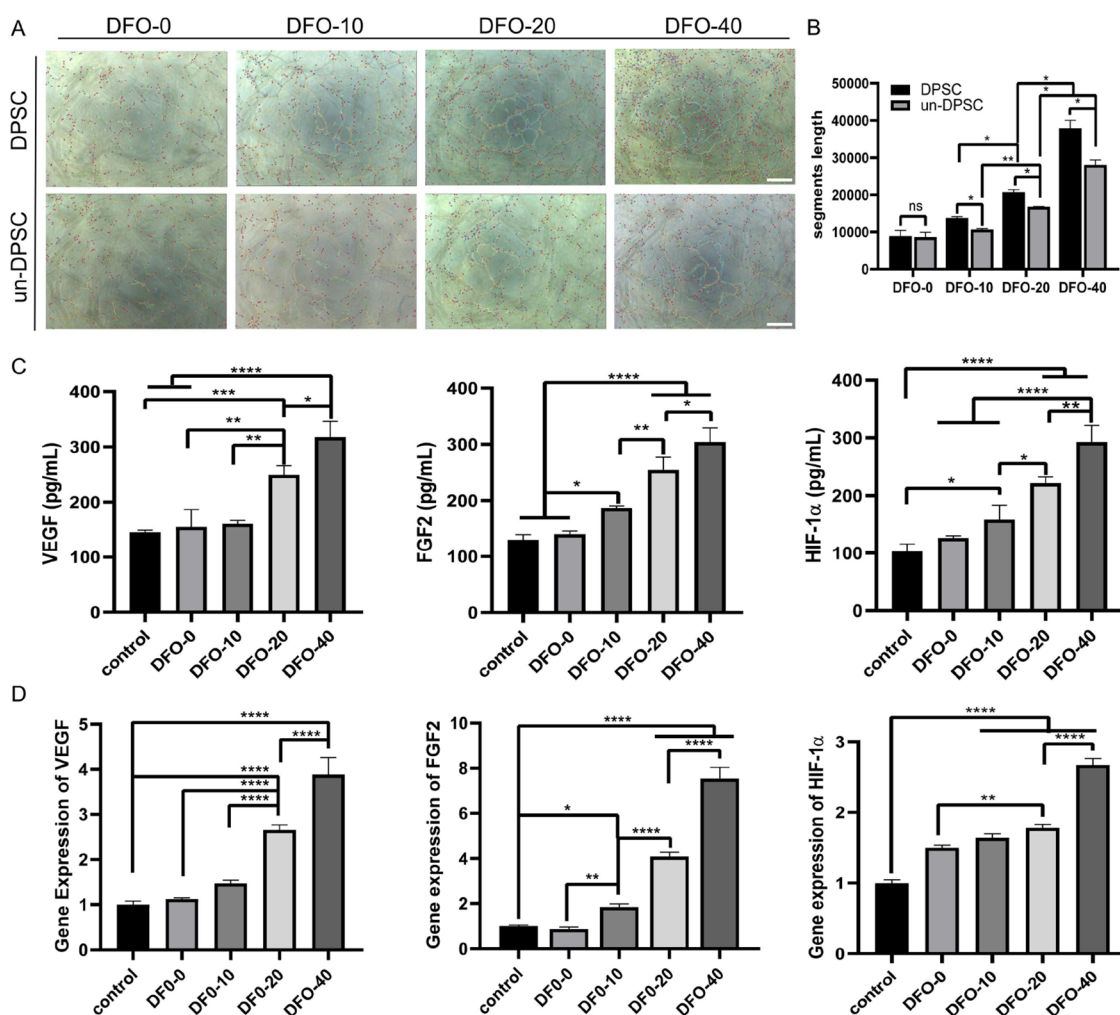 A
DFO-0
DFO-10
DFO-20
DFO-40
DPSC
un-DPSC
B
segments length
50000
40000
30000
20000
10000
0
DPSC
un-DPSC
ns
*
*
**
*
*
*
*
DFO-0
DFO-10
DFO-20
DFO-40
C
VEGF (pg/mL)
400
300
200
100
0
****
***
*
**
**
control
DFO-0
DFO-10
DFO-20
DFO-40
FGF2 (pg/mL)
400
300
200
100
0
****
*
**
*
control
DFO-0
DFO-10
DFO-20
DFO-40
HIF-1α (pg/mL)
400
300
200
100
0
****
****
**
*
*
control
DFO-0
DFO-10
DFO-20
DFO-40
D
Gene Expression of VEGF
5
4
3
2
1
0
****
****
****
****
****
control
DF0-0
DF0-10
DF0-20
DFO-40
Gene expression of FGF2
10
8
6
4
2
0
****
****
*
****
**
control
DF0-0
DF0-10
DF0-20
DFO-40
Gene expression of HIF-1α
3
2
1
0
****
****
**
control
DFO-0
DFO-10
DFO-20
DFO-40